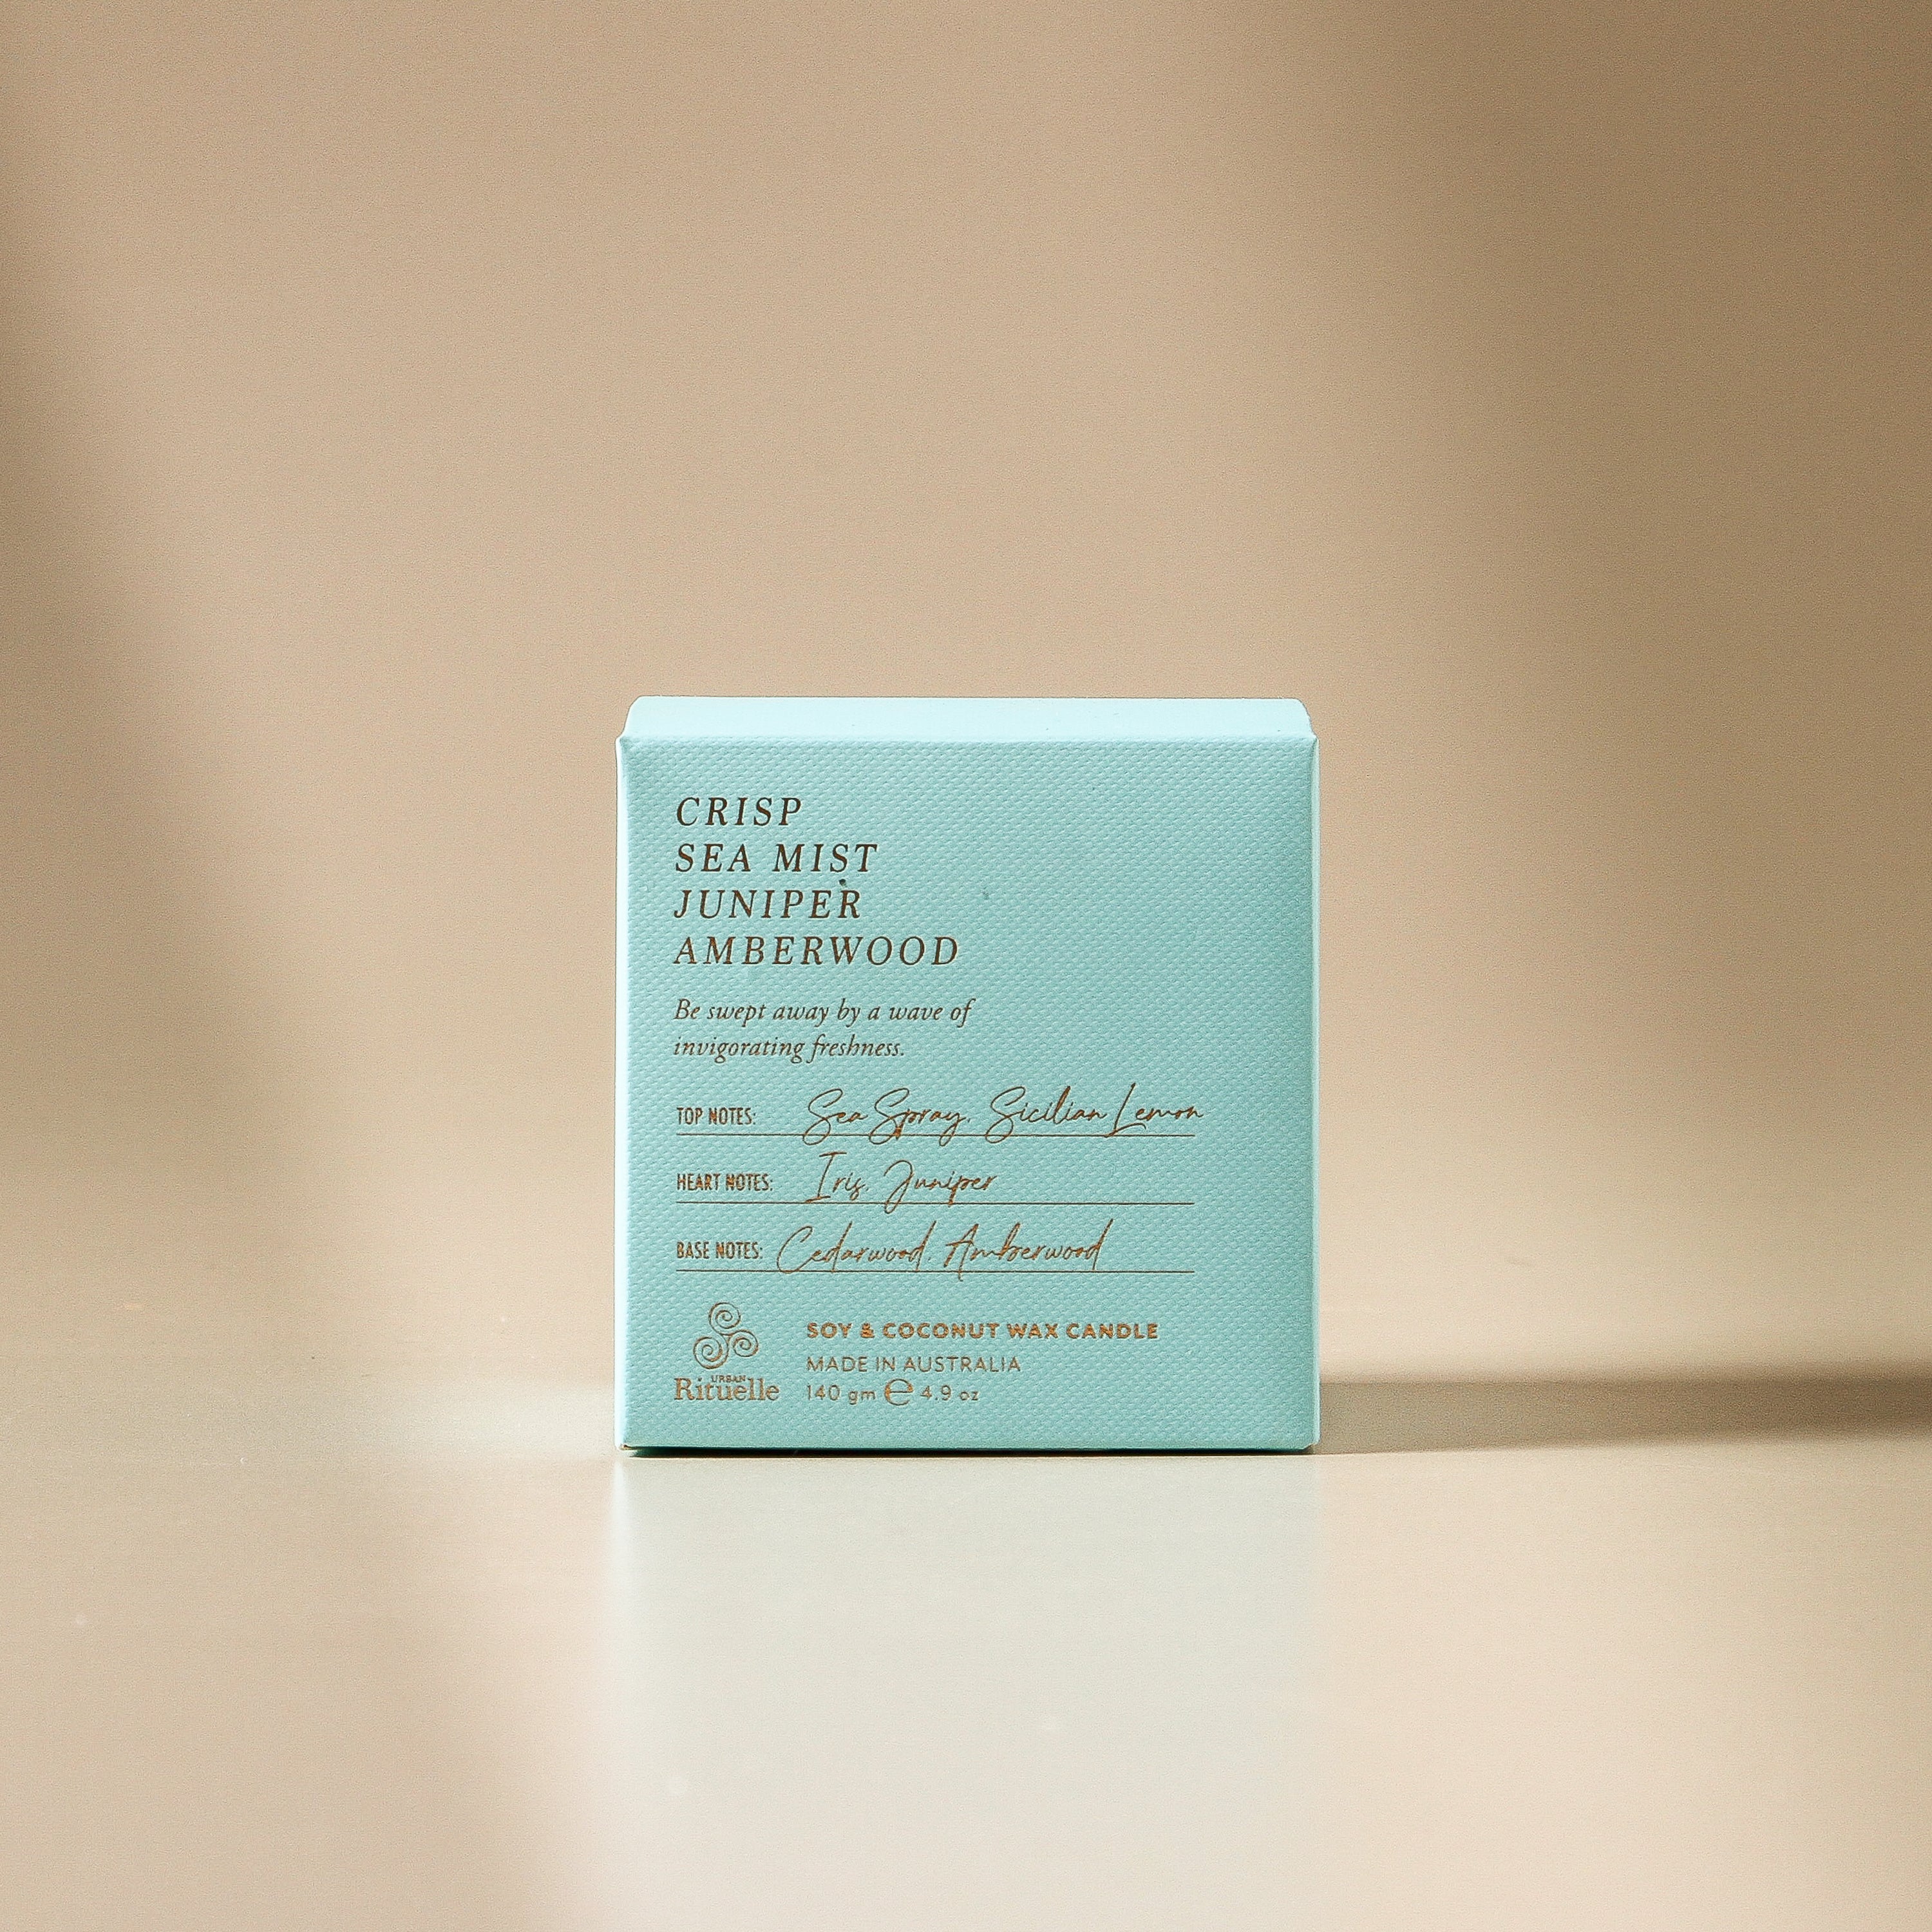 CRISP
SEA MIST
JUNIPER
AMBERWOOD
Be swept away by a wave of
invigorating freshness.
TOP NOTES: Sea Spray, Sicilian Lemon
HEART NOTES: Iris, Juniper
BASE NOTES: Cedarwood, Amberwood
URBAN
Rituelle
SOY & COCONUT WAX CANDLE
MADE IN AUSTRALIA
140 gm ℮ 4.9 oz